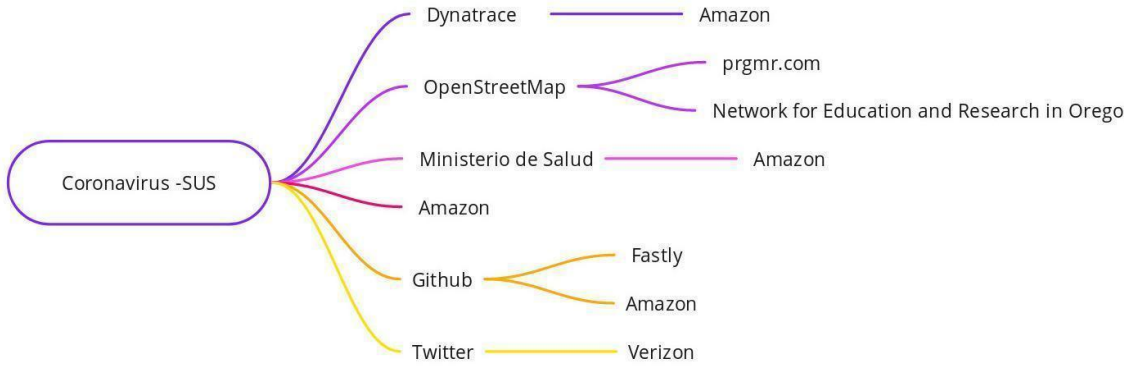 Dynatrace
Amazon
OpenStreetMap
prgmr.com
Network for Education and Research in Orego
Coronavirus -SUS
Ministerio de Salud
Amazon
Amazon
Github
Fastly
Amazon
Twitter
Verizon